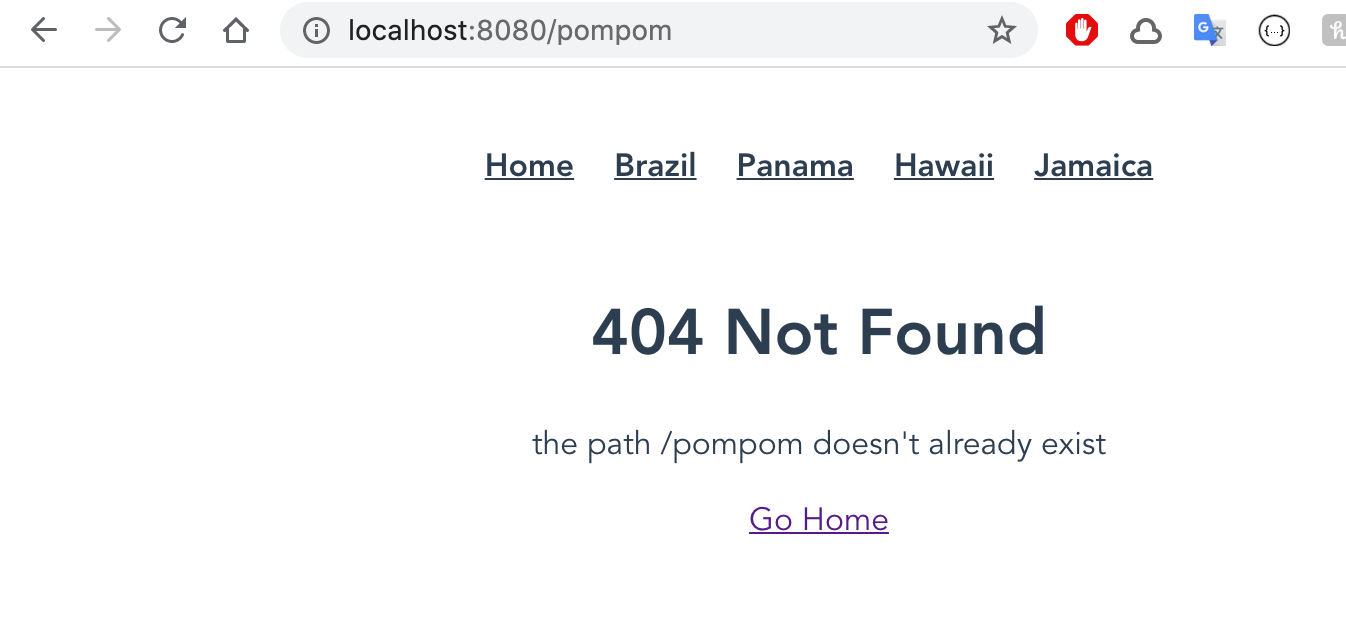 localhost:8080/pompom
Home Brazil Panama Hawaii Jamaica
404 Not Found
the path /pompom doesn't already exist
Go Home